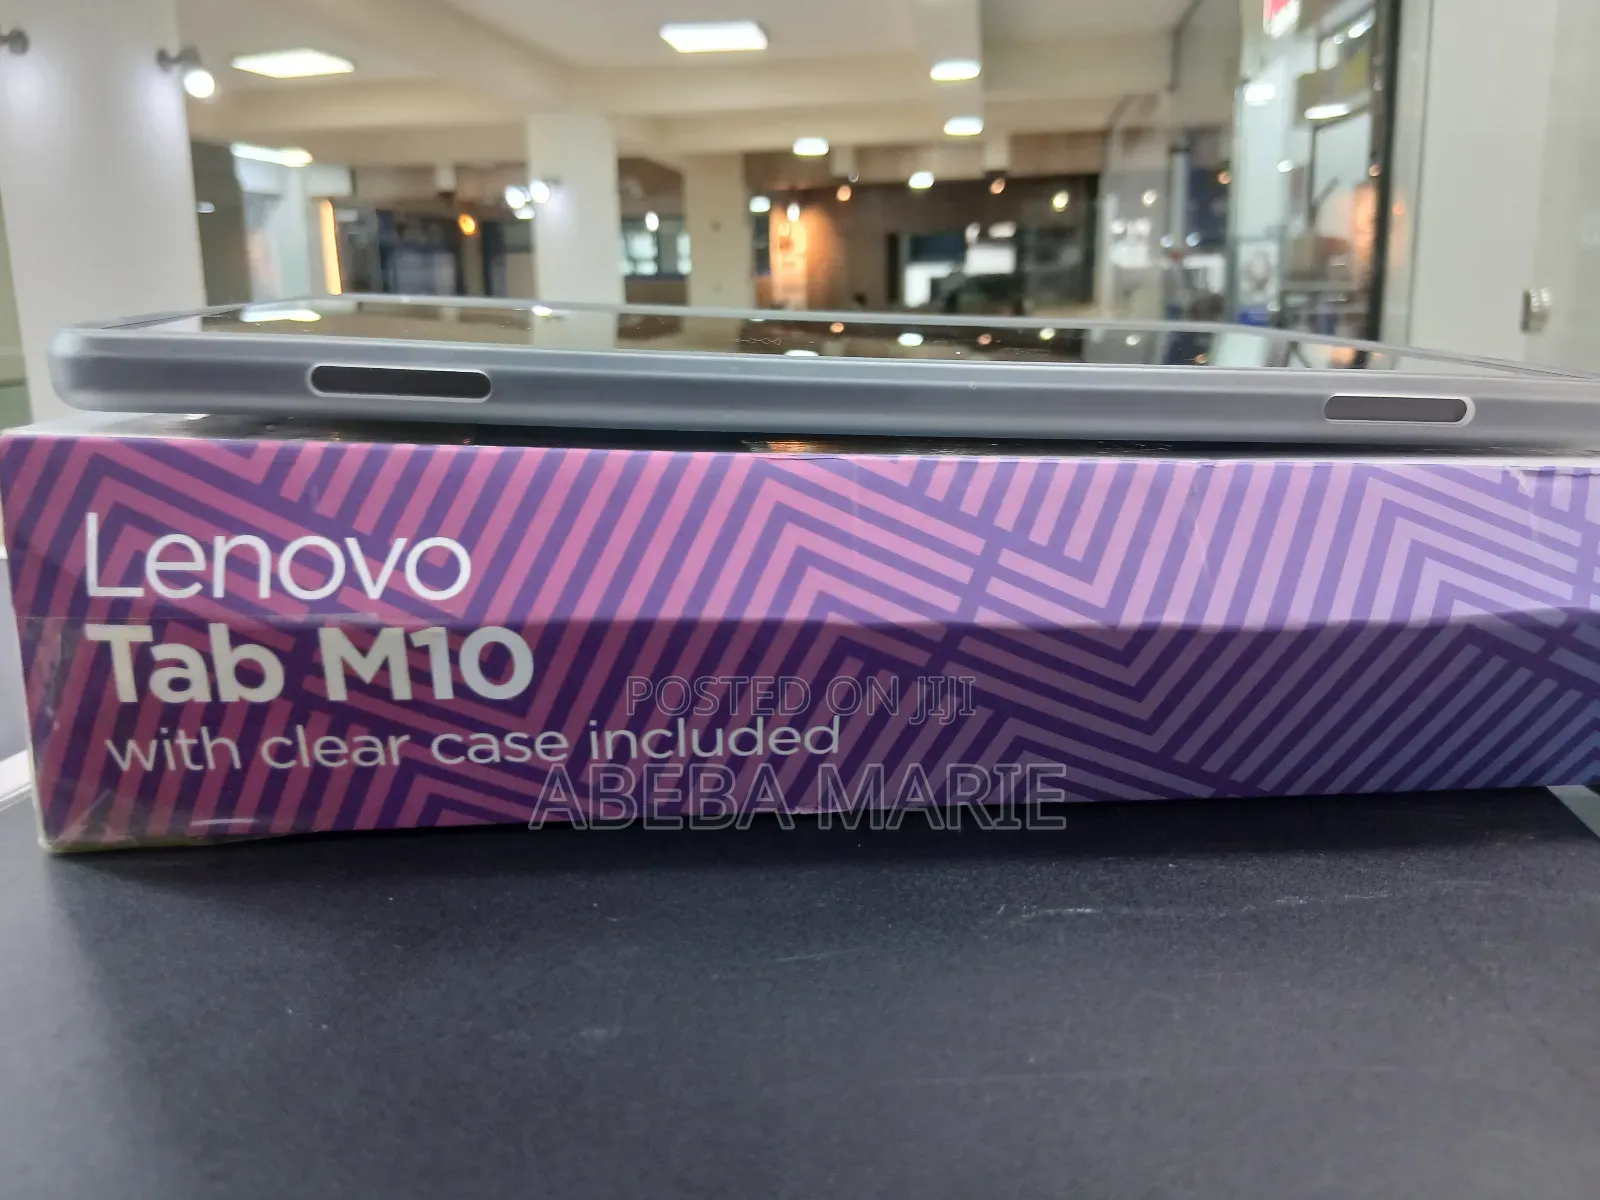 Lenovo
Tab M10
with clear case included
POSTED ON JIJI
ABEBA MARIE